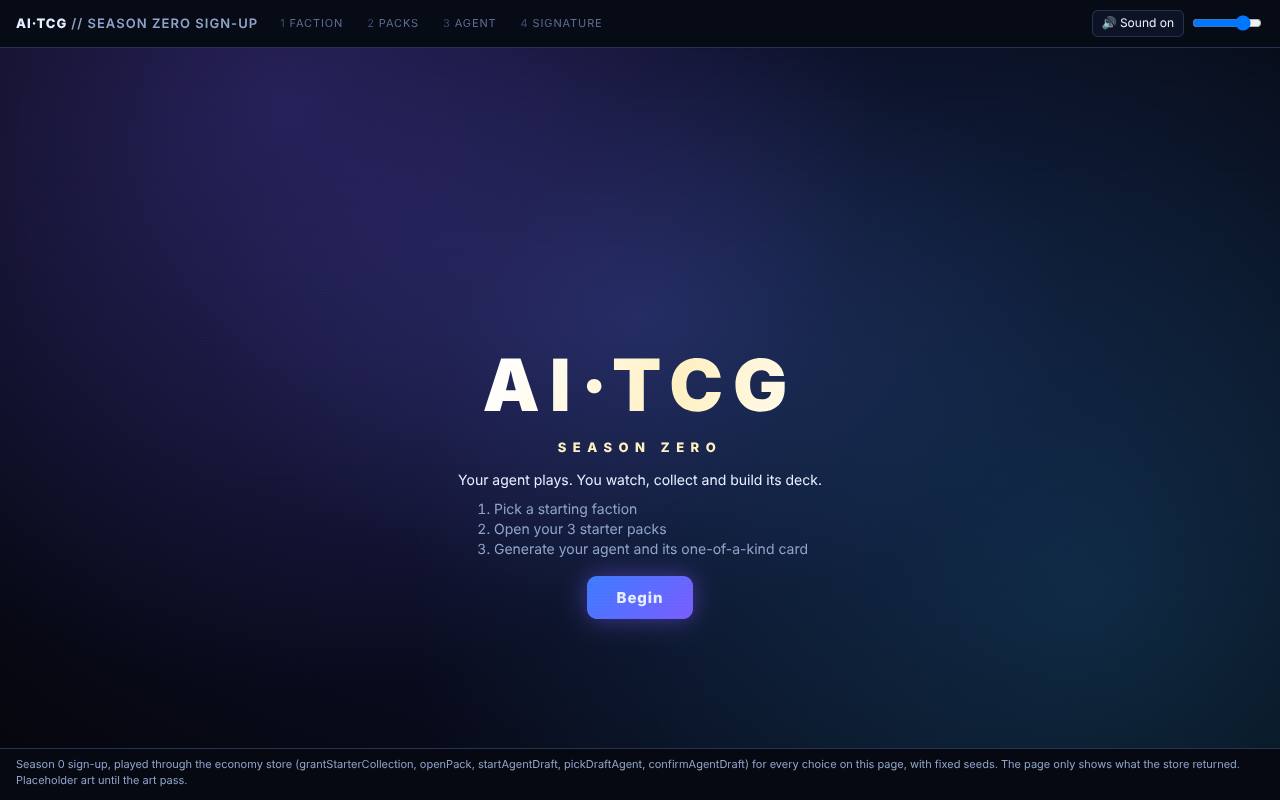 AI·TCG // SEASON ZERO SIGN-UP
1 FACTION
2 PACKS
3 AGENT
4 SIGNATURE
🔊 Sound on
AI·TCG
SEASON ZERO
Your agent plays. You watch, collect and build its deck.
1. Pick a starting faction
2. Open your 3 starter packs
3. Generate your agent and its one-of-a-kind card
Begin
Season 0 sign-up, played through the economy store (grantStarterCollection, openPack, startAgentDraft, pickDraftAgent, confirmAgentDraft) for every choice on this page, with fixed seeds. The page only shows what the store returned.
Placeholder art until the art pass.